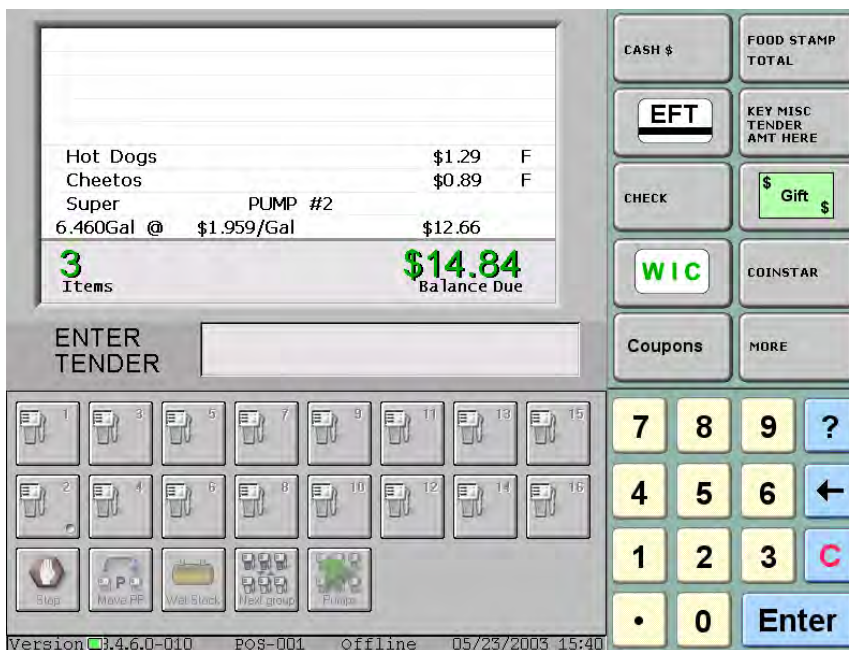 Hot Dogs $1.29 F
Cheetos $0.89 F
Super PUMP #2
6.460Gal @ $1.959/Gal $12.66
3 $14.84
Items Balance Due
ENTER
TENDER
CASH $
FOOD STAMP
TOTAL
EFT
KEY MISC
TENDER
AMT HERE
CHECK
$ Gift $
WIC
COINSTAR
Coupons
MORE
1 3 5 7 9 11 13 15
2 4 6 8 10 12 14 16
Stop Move PP Wet Stock Next group Pumps
7 8 9 ?
4 5 6 ←
1 2 3 C
. 0 Enter
Version 3.4.6.0-010 POS-001 Offline 05/23/2003 15:40